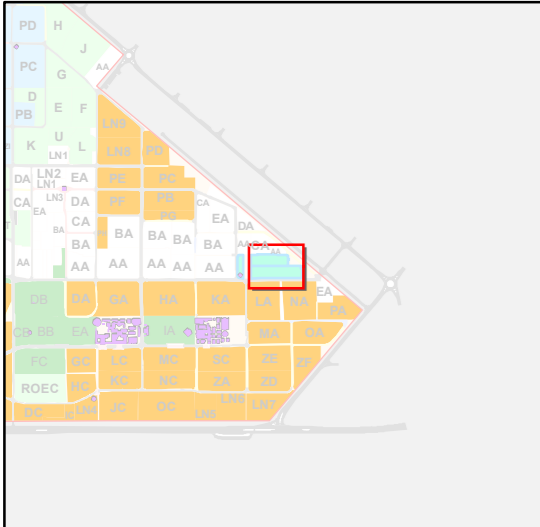 PD H
J
PC G AA
D
E F
PB LN9
U
K L LN8 PD
LN1
DA LN2 EA PE PC
LN1
CA LN3 DA PF PB CA
EA PG
CA EA DA
BA BA BA BA BA BA AA CA
AA AA AA AA AA AA AA
DB DA GA HA KA LA NA EA
PA
CB BB EA IA MA OA
FC GC LC MC SC ZE ZF
ROEC HC KC NC ZA ZD
DC IC LN4 JC OC LN5 LN6 LN7